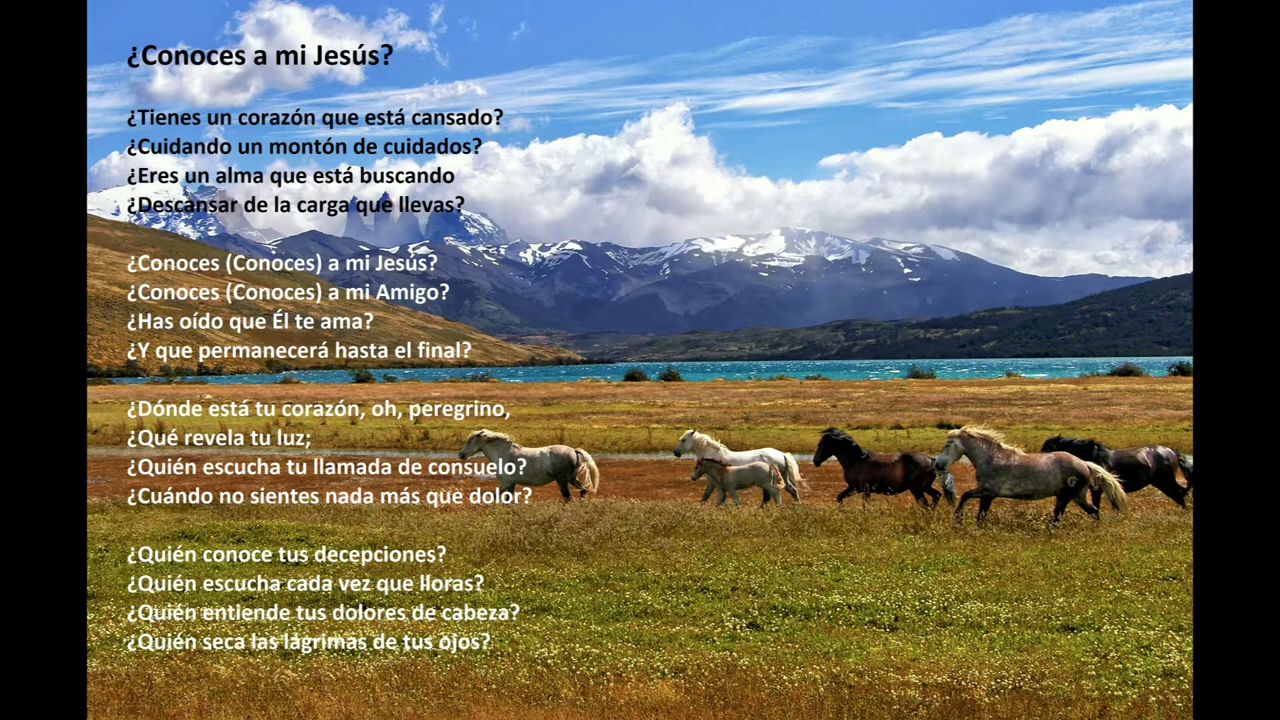 ¿Conoces a mi Jesús?
¿Tienes un corazón que está cansado?
¿Cuidando un montón de cuidados?
¿Eres un alma que está buscando
¿Descansar de la carga que llevas?
¿Conoces (Conoces) a mi Jesús?
¿Conoces (Conoces) a mi Amigo?
¿Has oído que Él te ama?
¿Y que permanecerá hasta el final?
¿Dónde está tu corazón, oh, peregrino,
¿Qué revela tu luz;
¿Quién escucha tu llamada de consuelo?
¿Cuándo no sientes nada más que dolor?
¿Quién conoce tus decepciones?
¿Quién escucha cada vez que lloras?
¿Quién entiende tus dolores de cabeza?
¿Quién seca las lágrimas de tus ojos?